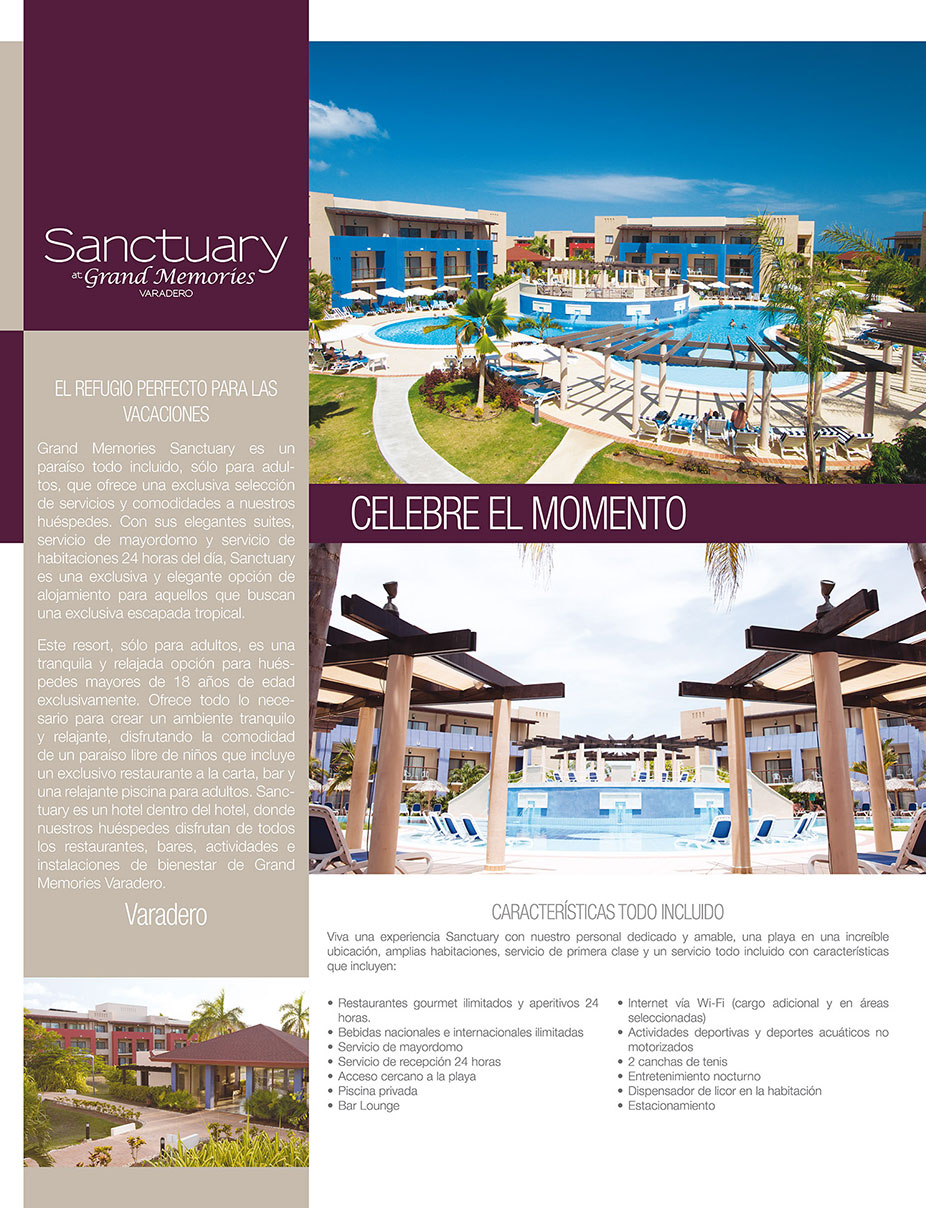 Sanctuary
at Grand Memories
VARADERO
EL REFUGIO PERFECTO PARA LAS
VACACIONES
Grand Memories Sanctuary es un
paraíso todo incluido, sólo para adul-
tos, que ofrece una exclusiva selección
de servicios y comodidades a nuestros
huéspedes. Con sus elegantes suites,
servicio de mayordomo y servicio de
habitaciones 24 horas del día, Sanctuary
es una exclusiva y elegante opción de
alojamiento para aquellos que buscan
una exclusiva escapada tropical.
Este resort, sólo para adultos, es una
tranquila y relajada opción para hués-
pedes mayores de 18 años de edad
exclusivamente. Ofrece todo lo nece-
sario para crear un ambiente tranquilo
y relajante, disfrutando la comodidad
de un paraiso libre de niños que incluye
un exclusivo restaurante a la carta, bar y
una relajante piscina para adultos. Sanc-
tuary es un hotel dentro del hotel, donde
nuestros huéspedes disfrutan de todos
los restaurantes, bares, actividades e
instalaciones de bienestar de Grand
Memories Varadero.
Varadero
CELEBRE EL MOMENTO
CARACTERÍSTICAS TODO INCLUIDO
Viva una experiencia Sanctuary con nuestro personal dedicado y amable, una playa en una increíble
ubicación, amplias habitaciones, servicio de primera clase y un servicio todo incluido con características
que incluyen:
• Restaurantes gourmet ilimitados y aperitivos 24
horas.
• Bebidas nacionales e internacionales ilimitadas
• Servicio de mayordomo
• Servicio de recepción 24 horas
• Acceso cercano a la playa
• Piscina privada
• Bar Lounge
• Internet vía Wi-Fi (cargo adicional y en áreas
seleccionadas)
• Actividades deportivas y deportes acuáticos no
motorizados
• 2 canchas de tenis
• Entretenimiento nocturno
• Dispensador de licor en la habitación
• Estacionamiento